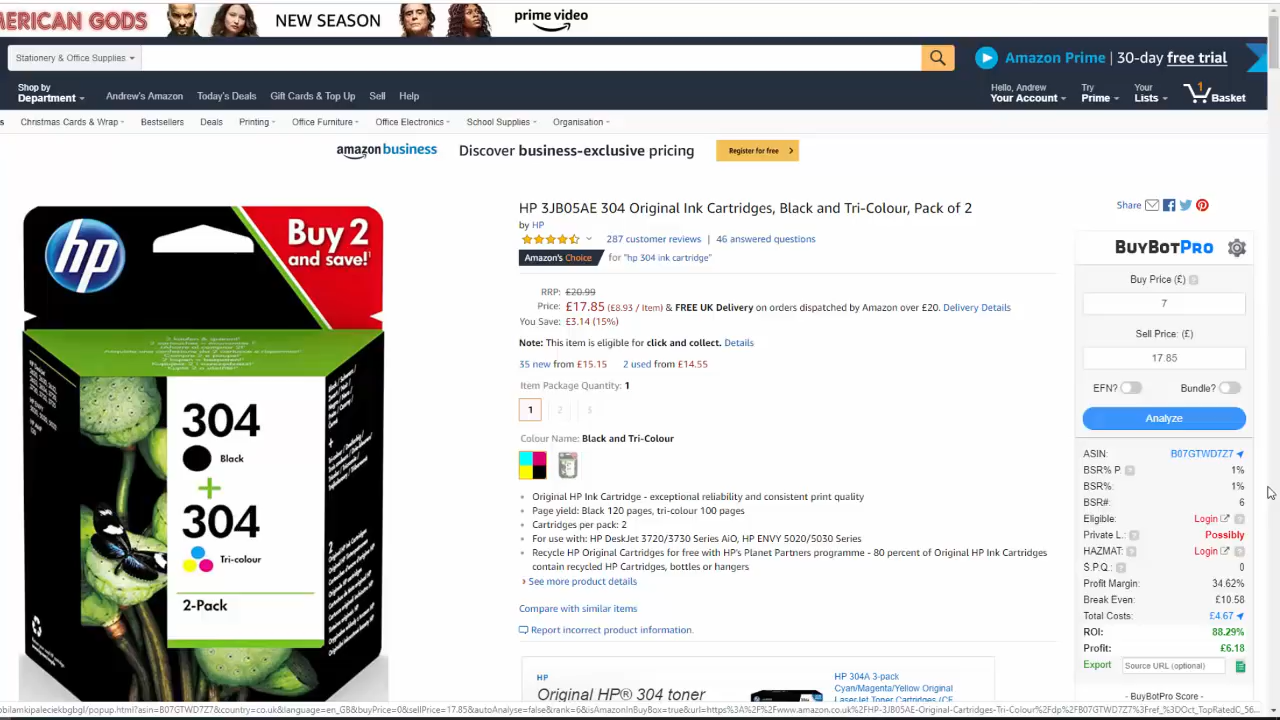 MERICAN GODS NEW SEASON prime video
Stationery & Office Supplies
Amazon Prime | 30-day free trial
Shop by Department
Andrew's Amazon Today's Deals Gift Cards & Top Up Sell Help
Hello, Andrew Your Account
Try Prime
Your Lists
1 Basket
s Christmas Cards & Wrap Bestsellers Deals Printing Office Furniture Office Electronics School Supplies Organisation
amazon business Discover business-exclusive pricing Register for free
hp
Buy 2
and save!
304
Black
+
304
Tri-colour
2-Pack
HP 3JB05AE 304 Original Ink Cartridges, Black and Tri-Colour, Pack of 2
by HP
287 customer reviews | 46 answered questions
Amazon's Choice for "hp 304 ink cartridge"
RRP: £20.99
Price: £17.85 (£8.93 / Item) & FREE UK Delivery on orders dispatched by Amazon over £20. Delivery Details
You Save: £3.14 (15%)
Note: This item is eligible for click and collect. Details
35 new from £15.15 2 used from £14.55
Item Package Quantity: 1
1 2 3
Colour Name: Black and Tri-Colour
Original HP Ink Cartridge - exceptional reliability and consistent print quality
Page yield: Black 120 pages, tri-colour 100 pages
Cartridges per pack: 2
For use with: HP DeskJet 3720/3730 Series AiO, HP ENVY 5020/5030 Series
Recycle HP Original Cartridges for free with HP's Planet Partners programme - 80 percent of Original HP Ink Cartridges
contain recycled HP Cartridges, bottles or hangers
› See more product details
Compare with similar items
Report incorrect product information.
HP
Original HP® 304 toner
HP 304A 3-pack
Cyan/Magenta/Yellow Original
LaserJet Toner Cartridges (CF
Share
BuyBotPro
Buy Price (£) ?
7
Sell Price: (£)
17.85
EFN? Bundle?
Analyze
ASIN: B07GTWD7Z7
BSR% P. ? 1%
BSR%: 1%
BSR#: 6
Eligible: Login ?
Private L.: ? Possibly
HAZMAT: ? Login ?
S.P.Q.: ? 0
Profit Margin: 34.62%
Break Even: £10.58
Total Costs: £4.67
ROI: 88.29%
Profit: £6.18
Export Source URL (optional)
- BuyBotPro Score -